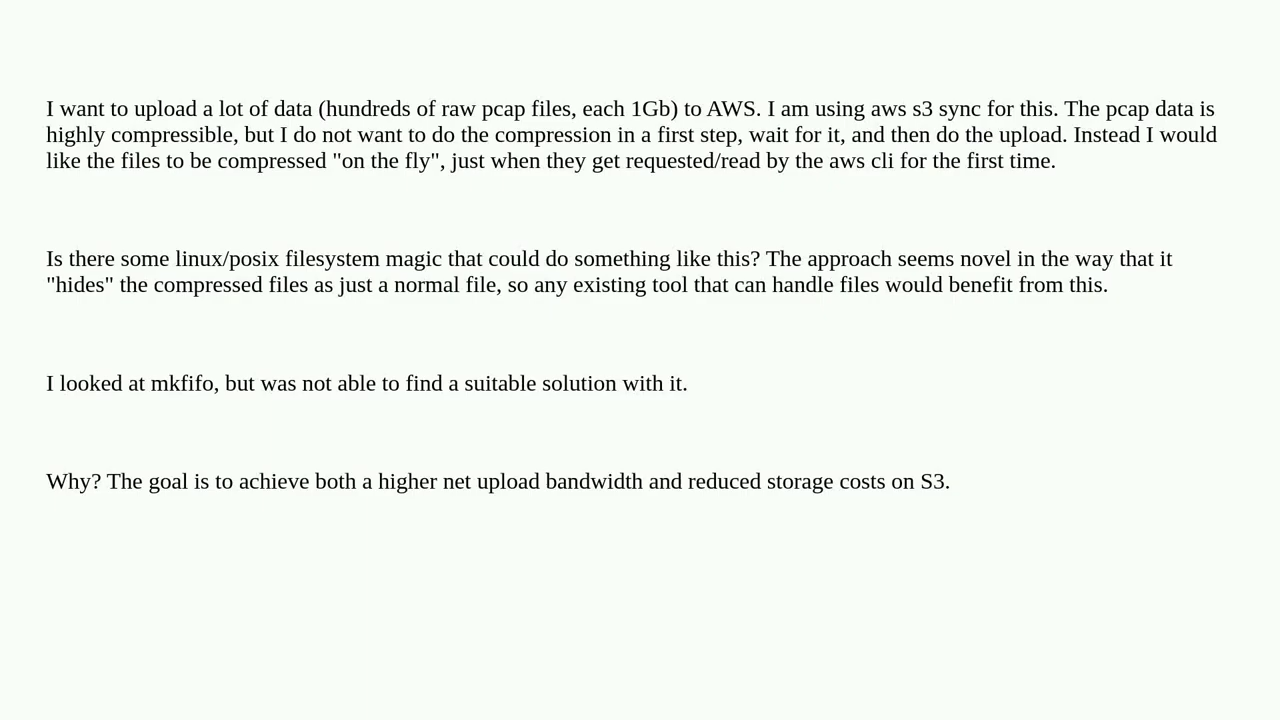 I want to upload a lot of data (hundreds of raw pcap files, each 1Gb) to AWS. I am using aws s3 sync for this. The pcap data is
highly compressible, but I do not want to do the compression in a first step, wait for it, and then do the upload. Instead I would
like the files to be compressed "on the fly", just when they get requested/read by the aws cli for the first time.
Is there some linux/posix filesystem magic that could do something like this? The approach seems novel in the way that it
"hides" the compressed files as just a normal file, so any existing tool that can handle files would benefit from this.
I looked at mkfifo, but was not able to find a suitable solution with it.
Why? The goal is to achieve both a higher net upload bandwidth and reduced storage costs on S3.